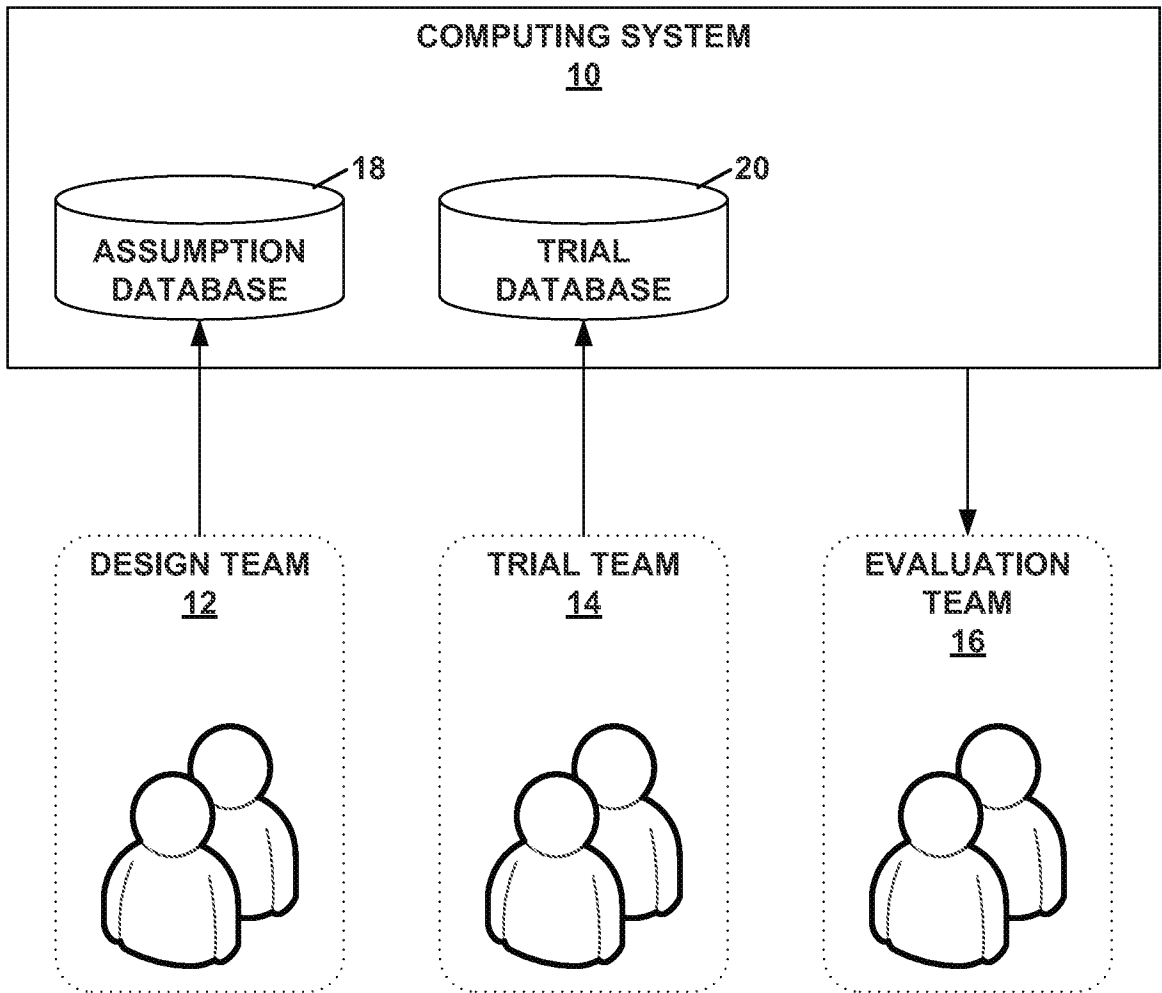 COMPUTING SYSTEM
10
18
20
ASSUMPTION
DATABASE
TRIAL
DATABASE
DESIGN TEAM
12
TRIAL TEAM
14
EVALUATION
TEAM
16